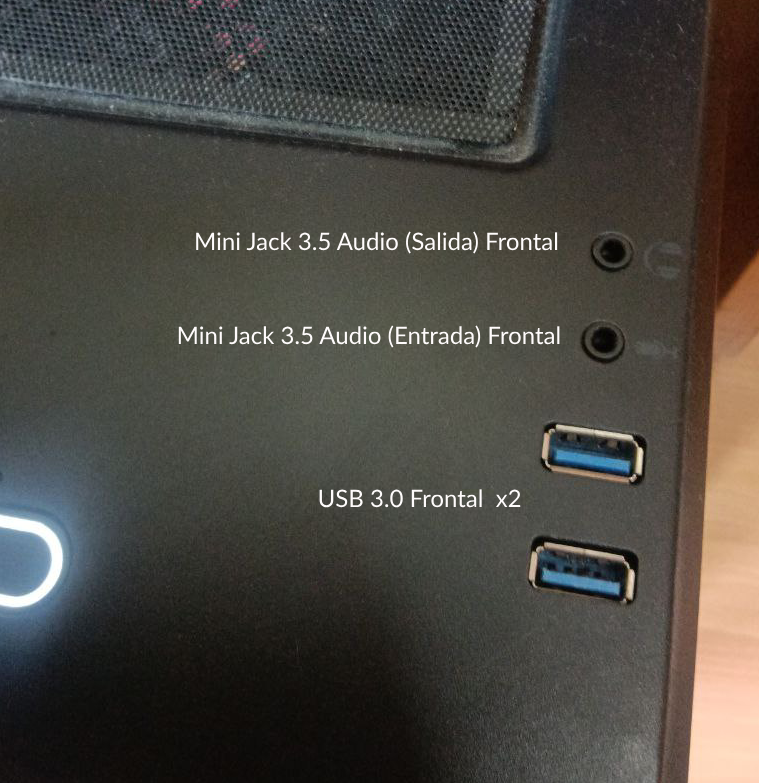 Mini Jack 3.5 Audio (Salida) Frontal
Mini Jack 3.5 Audio (Entrada) Frontal
USB 3.0 Frontal x2